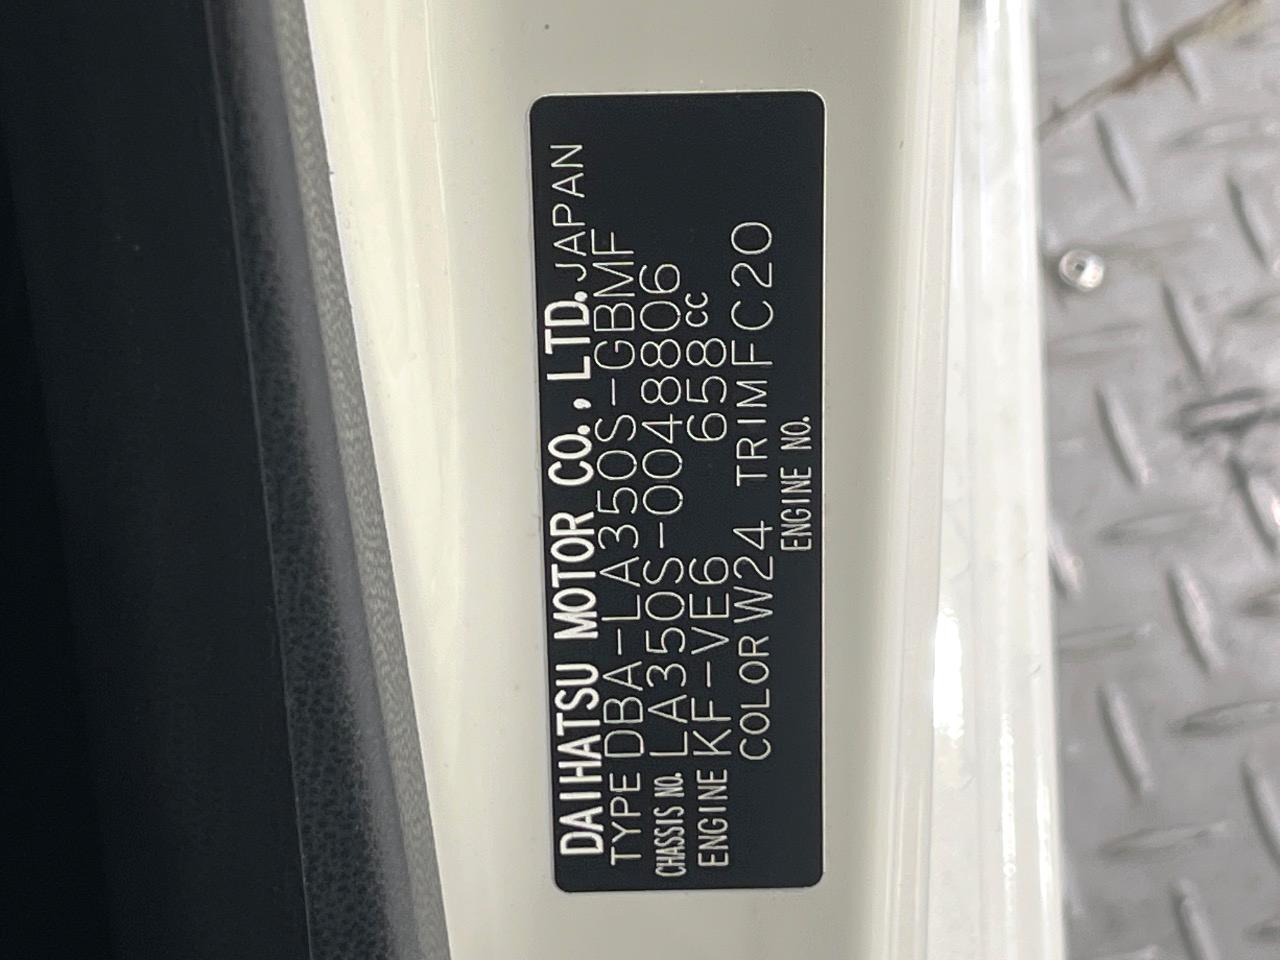 DAIHATSU MOTOR CO., LTD. JAPAN
TYPE DBA-LA350S-GBMF
CHASSIS NO. LA350S-0048806
ENGINE KF-VE6 658cc
COLOR W24 TRIM FC20
ENGINE NO.